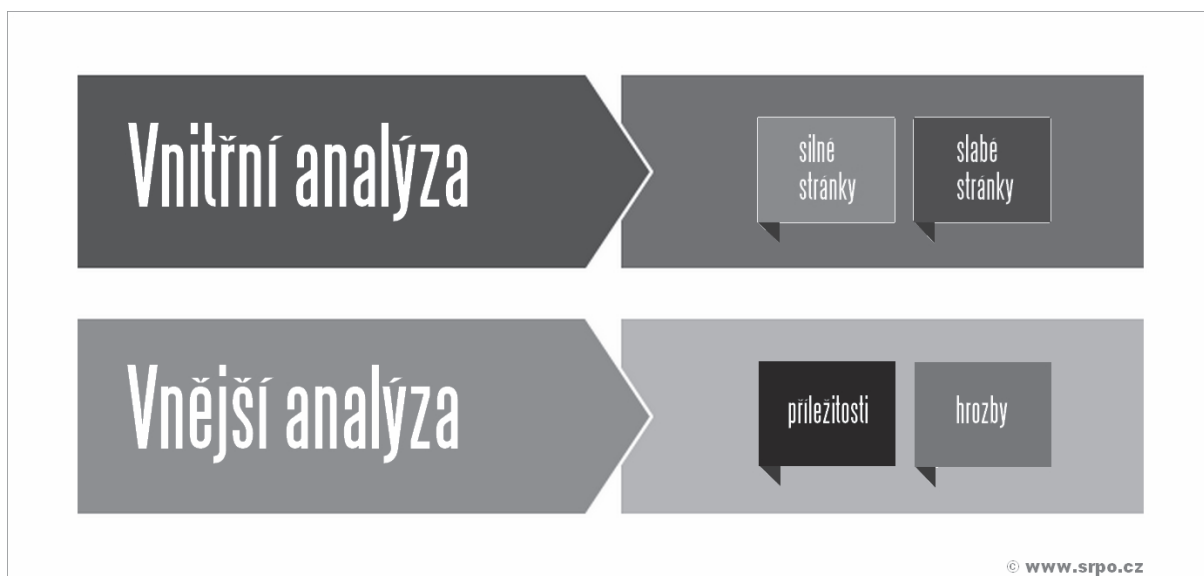 Vnitřní analýza
silné
stránky
slabé
stránky
Vnější analýza
příležitosti
hrozby
© www.srpo.cz